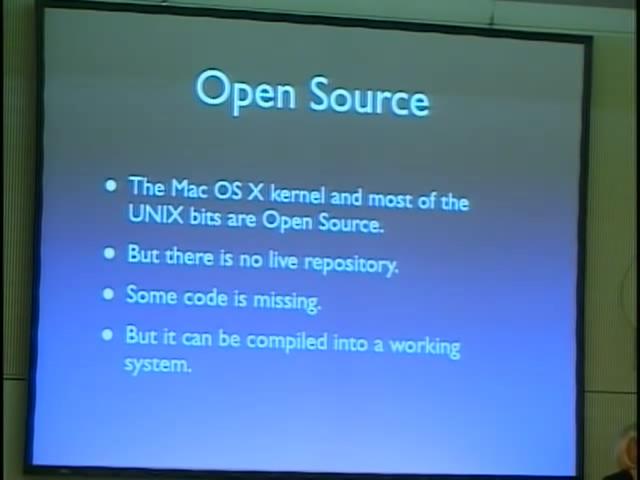 Open Source
• The Mac OS X kernel and most of the
UNIX bits are Open Source.
• But there is no live repository.
• Some code is missing.
• But it can be compiled into a working
system.